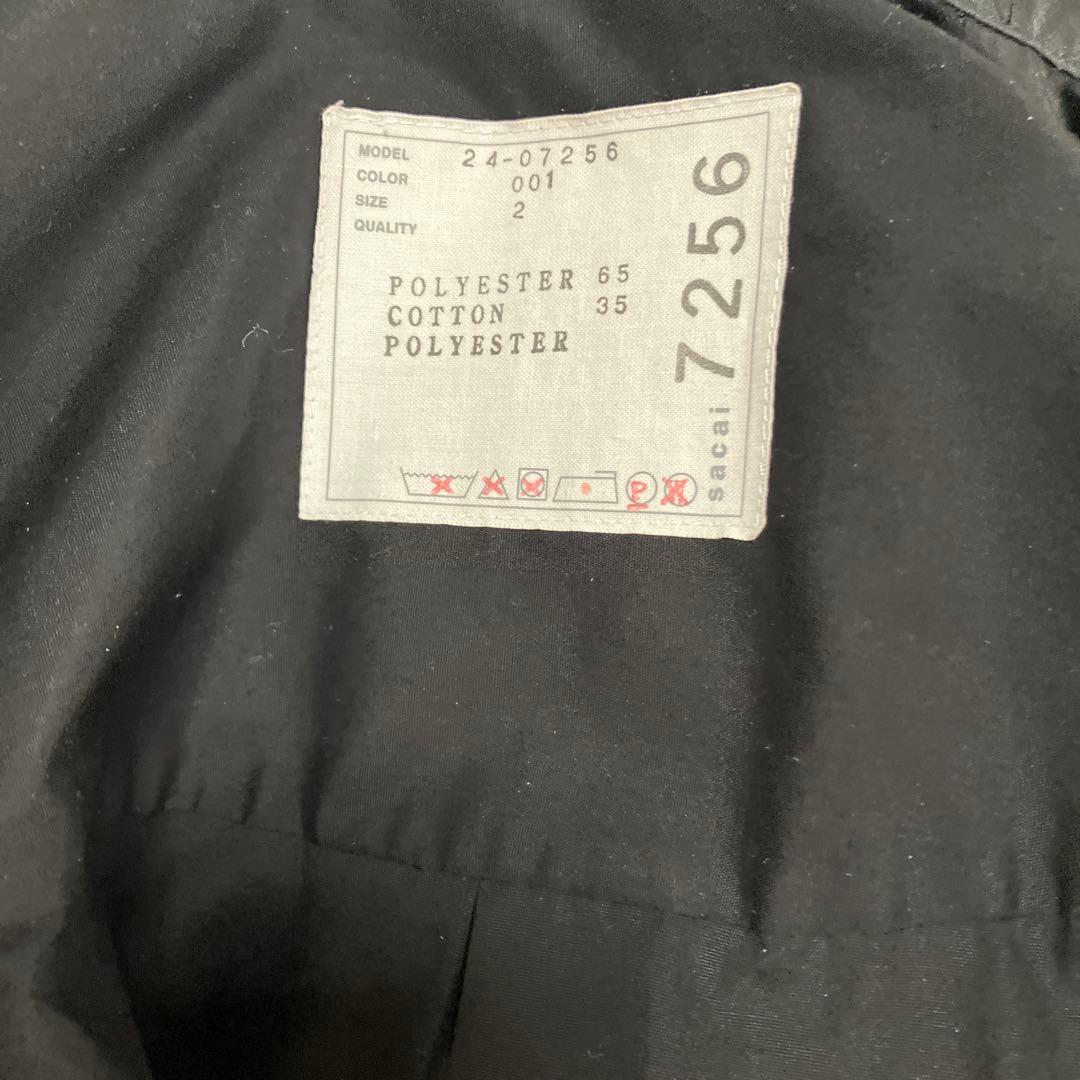 MODEL 24-07256
COLOR 001
SIZE 2
QUALITY
POLYESTER 65
COTTON 35
POLYESTER
P
sacai 7256